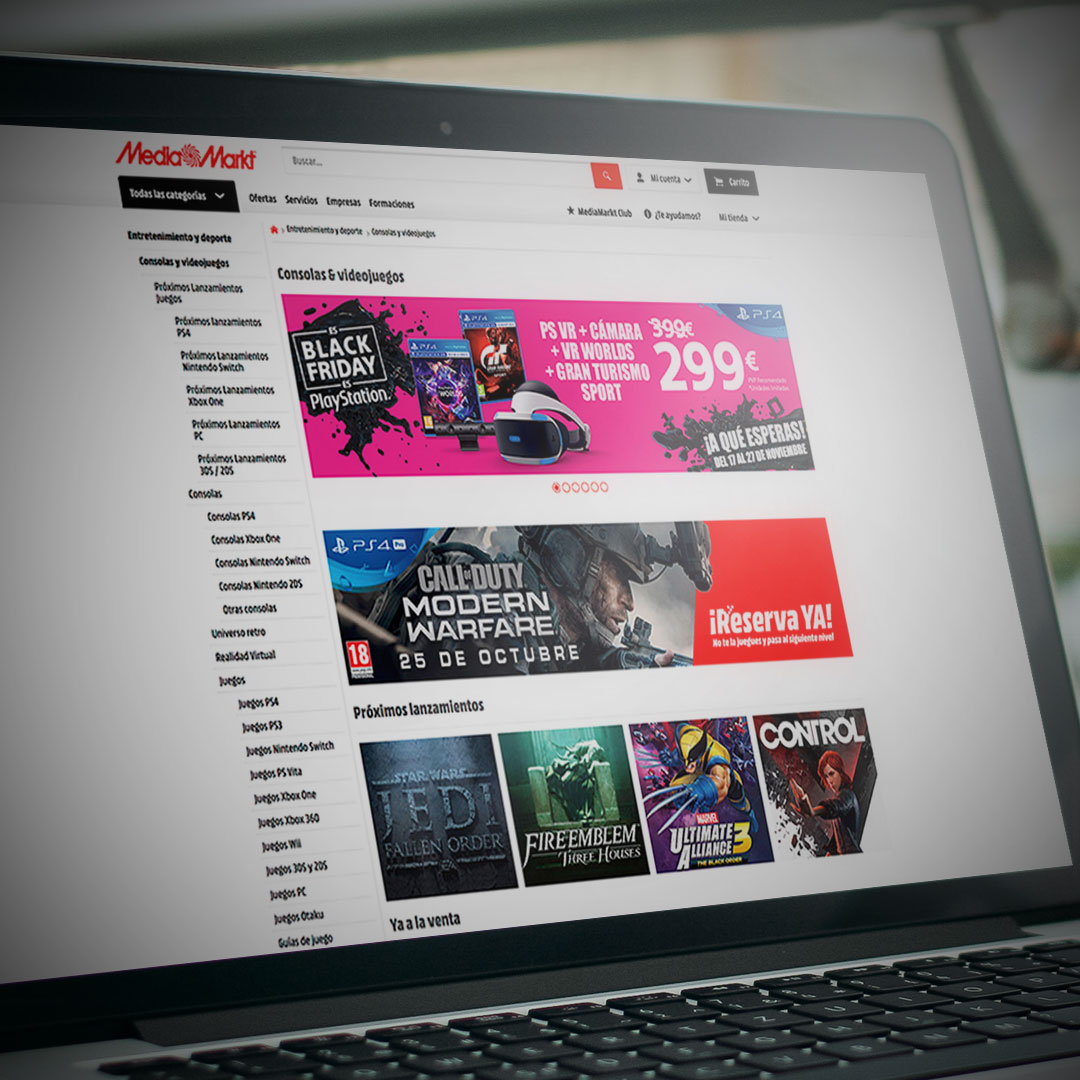 MediaMarkt
Buscar...
Mi cuenta
Carrito
Todas las categorías
Ofertas
Servicios
Empresas
Formaciones
MediaMarkt Club
¿Te ayudamos?
Mi tienda
Entretenimiento y deporte
Consolas y videojuegos
Próximos Lanzamientos
Juegos
Próximos lanzamientos
PS4
Próximos Lanzamientos
Nintendo Switch
Próximos Lanzamientos
Xbox One
Próximos Lanzamientos
PC
Próximos Lanzamientos
3DS / 2DS
Consolas
Consolas PS4
Consolas Xbox One
Consolas Nintendo Switch
Consolas Nintendo 2DS
Otras consolas
Universo retro
Realidad Virtual
Juegos
Juegos PS4
Juegos PS3
Juegos Nintendo Switch
Juegos PS Vita
Juegos Xbox One
Juegos Xbox 360
Juegos Wii
Juegos 3DS y 2DS
Juegos PC
Juegos Otaku
Guías de juego
Entretenimiento y deporte
Consolas y videojuegos
Consolas & videojuegos
ES
BLACK
FRIDAY
ES
PlayStation.
PS4
PS4
WORLDS
GT
PS VR + CÁMARA
+ VR WORLDS
+ GRAN TURISMO
SPORT
399€
299€
PVP Recomendado
*Unidades limitadas
PS4
¡A QUÉ ESPERAS!
DEL 17 AL 27 DE NOVIEMBRE
PS4 PRO
CALL OF DUTY
MODERN
WARFARE
25 DE OCTUBRE
18
¡Reserva YA!
No te la juegues y pasa al siguiente nivel
Próximos lanzamientos
STAR WARS
JEDI
FALLEN ORDER
FIRE EMBLEM
THREE HOUSES
MARVEL
ULTIMATE
ALLIANCE 3
THE BLACK ORDER
CONTROL
Ya a la venta